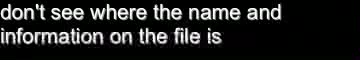 don't see where the name and
information on the file is